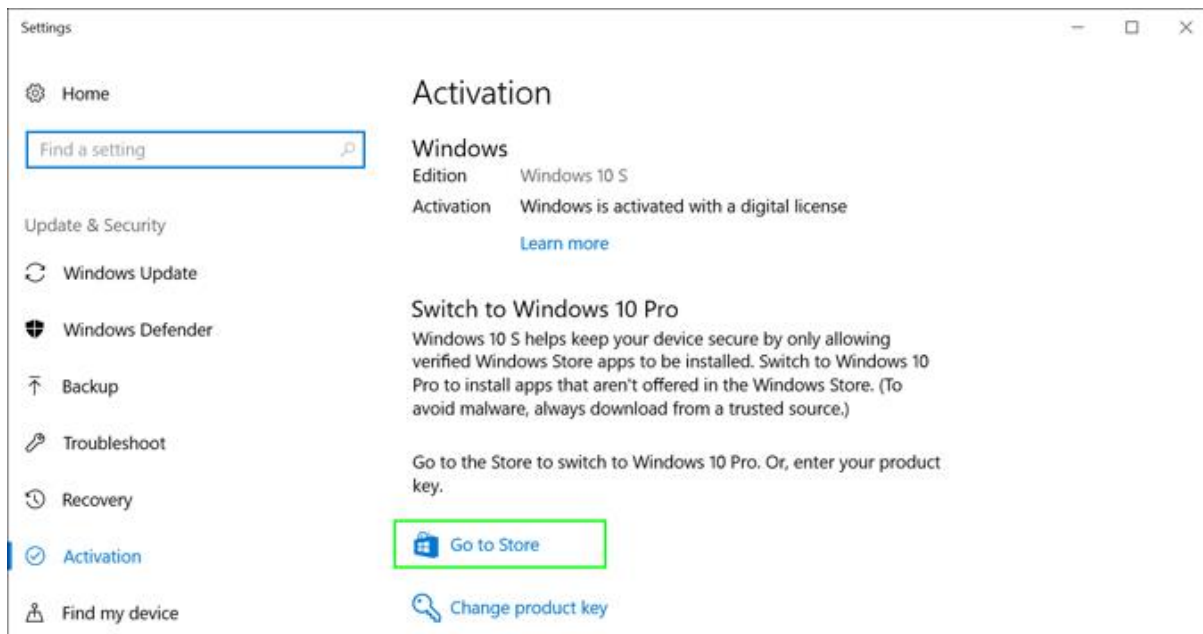 Settings
Home
Find a setting
Update & Security
Windows Update
Windows Defender
Backup
Troubleshoot
Recovery
Activation
Find my device
Activation
Windows
Edition Windows 10 S
Activation Windows is activated with a digital license
Learn more
Switch to Windows 10 Pro
Windows 10 S helps keep your device secure by only allowing
verified Windows Store apps to be installed. Switch to Windows 10
Pro to install apps that aren't offered in the Windows Store. (To
avoid malware, always download from a trusted source.)
Go to the Store to switch to Windows 10 Pro. Or, enter your product
key.
Go to Store
Change product key